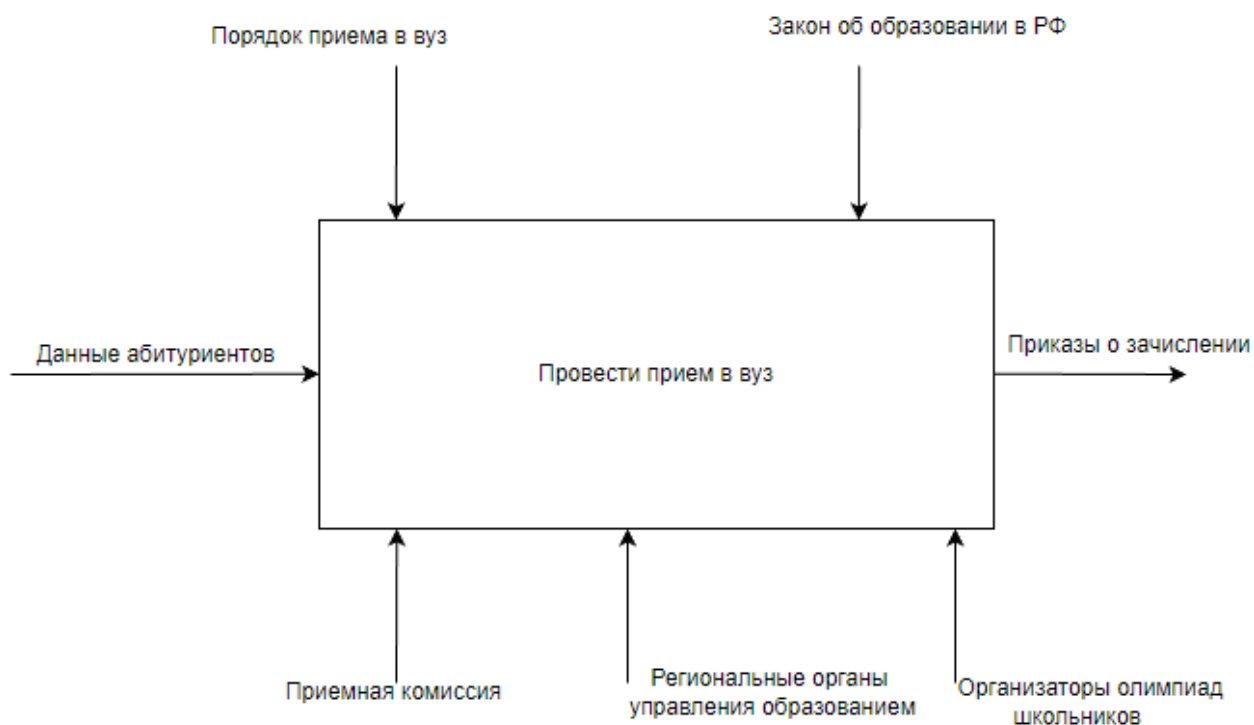 Порядок приема в вуз
Закон об образовании в РФ
Данные абитуриентов
Провести прием в вуз
Приказы о зачислении
Приемная комиссия
Региональные органы
управления образованием
Организаторы олимпиад
школьников